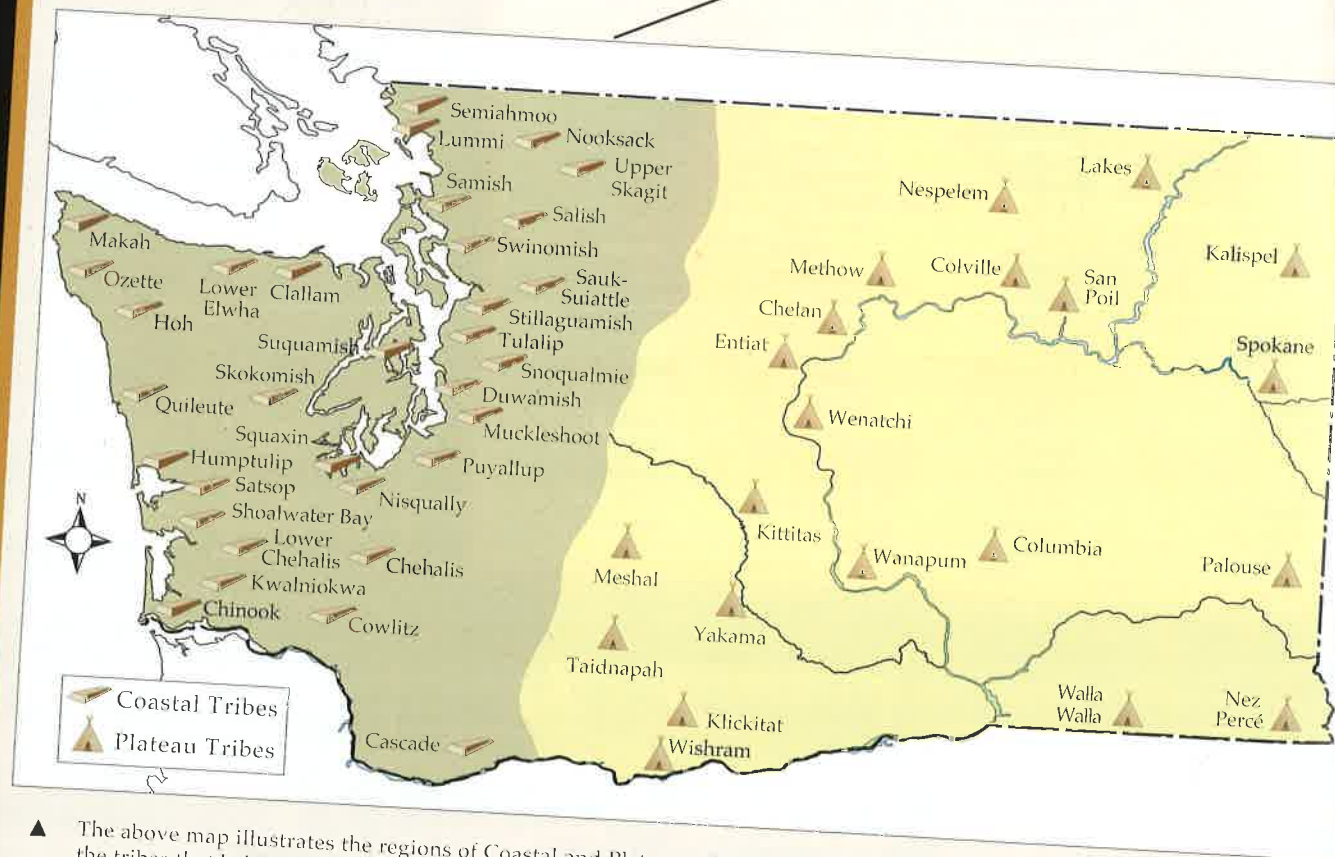 Semiahmoo
Lummi
Nooksack
Upper
Skagit
Samish
Salish
Swinomish
Makah
Ozette
Lower
Elwha
Clallam
Hoh
Sauk-
Suiattle
Stillaguamish
Suquamish
Tulalip
Snoqualmie
Skokomish
Quileute
Duwamish
Muckleshoot
Squaxin
Humptulip
Puyallup
Satsop
Nisqually
Shoalwater Bay
Lower
Chehalis
Chehalis
Kwalniokwa
Chinook
Cowlitz
Cascade
Lakes
Nespelem
Kalispel
Methow
Colville
San
Poil
Chelan
Entiat
Spokane
Wenatchi
Kittitas
Wanapum
Columbia
Palouse
Meshal
Yakama
Taidnapah
Klickitat
Wishram
Walla
Walla
Nez
Percé
N
Coastal Tribes
Plateau Tribes
▲ The above map illustrates the regions of Coastal and
the tribes that